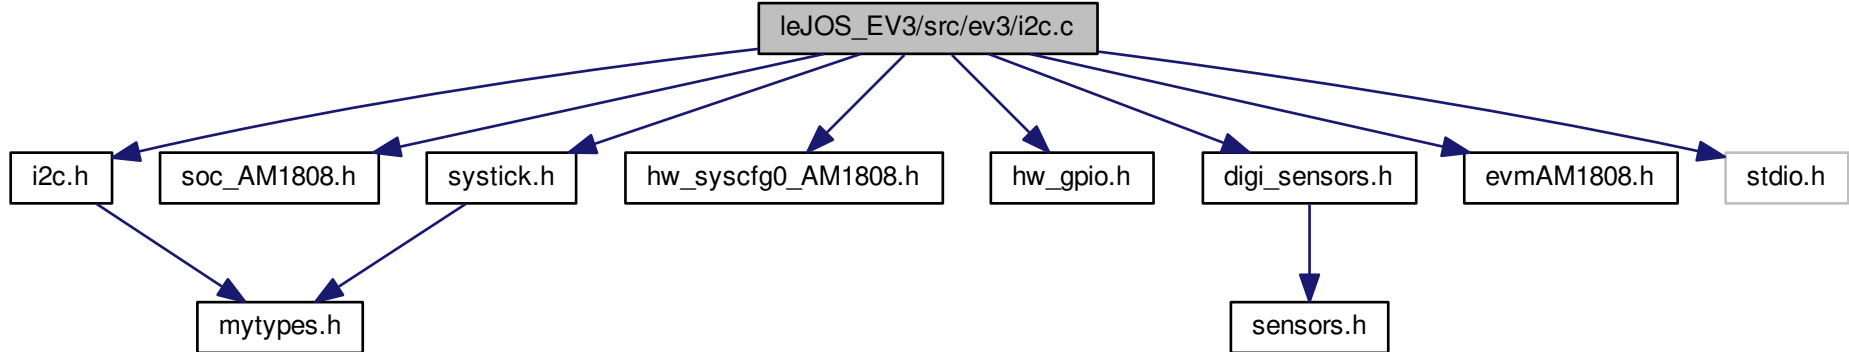 leJOS_EV3/src/ev3/i2c.c
i2c.h
soc_AM1808.h
systick.h
hw_syscfg0_AM1808.h
hw_gpio.h
digi_sensors.h
evmAM1808.h
stdio.h
mytypes.h
sensors.h